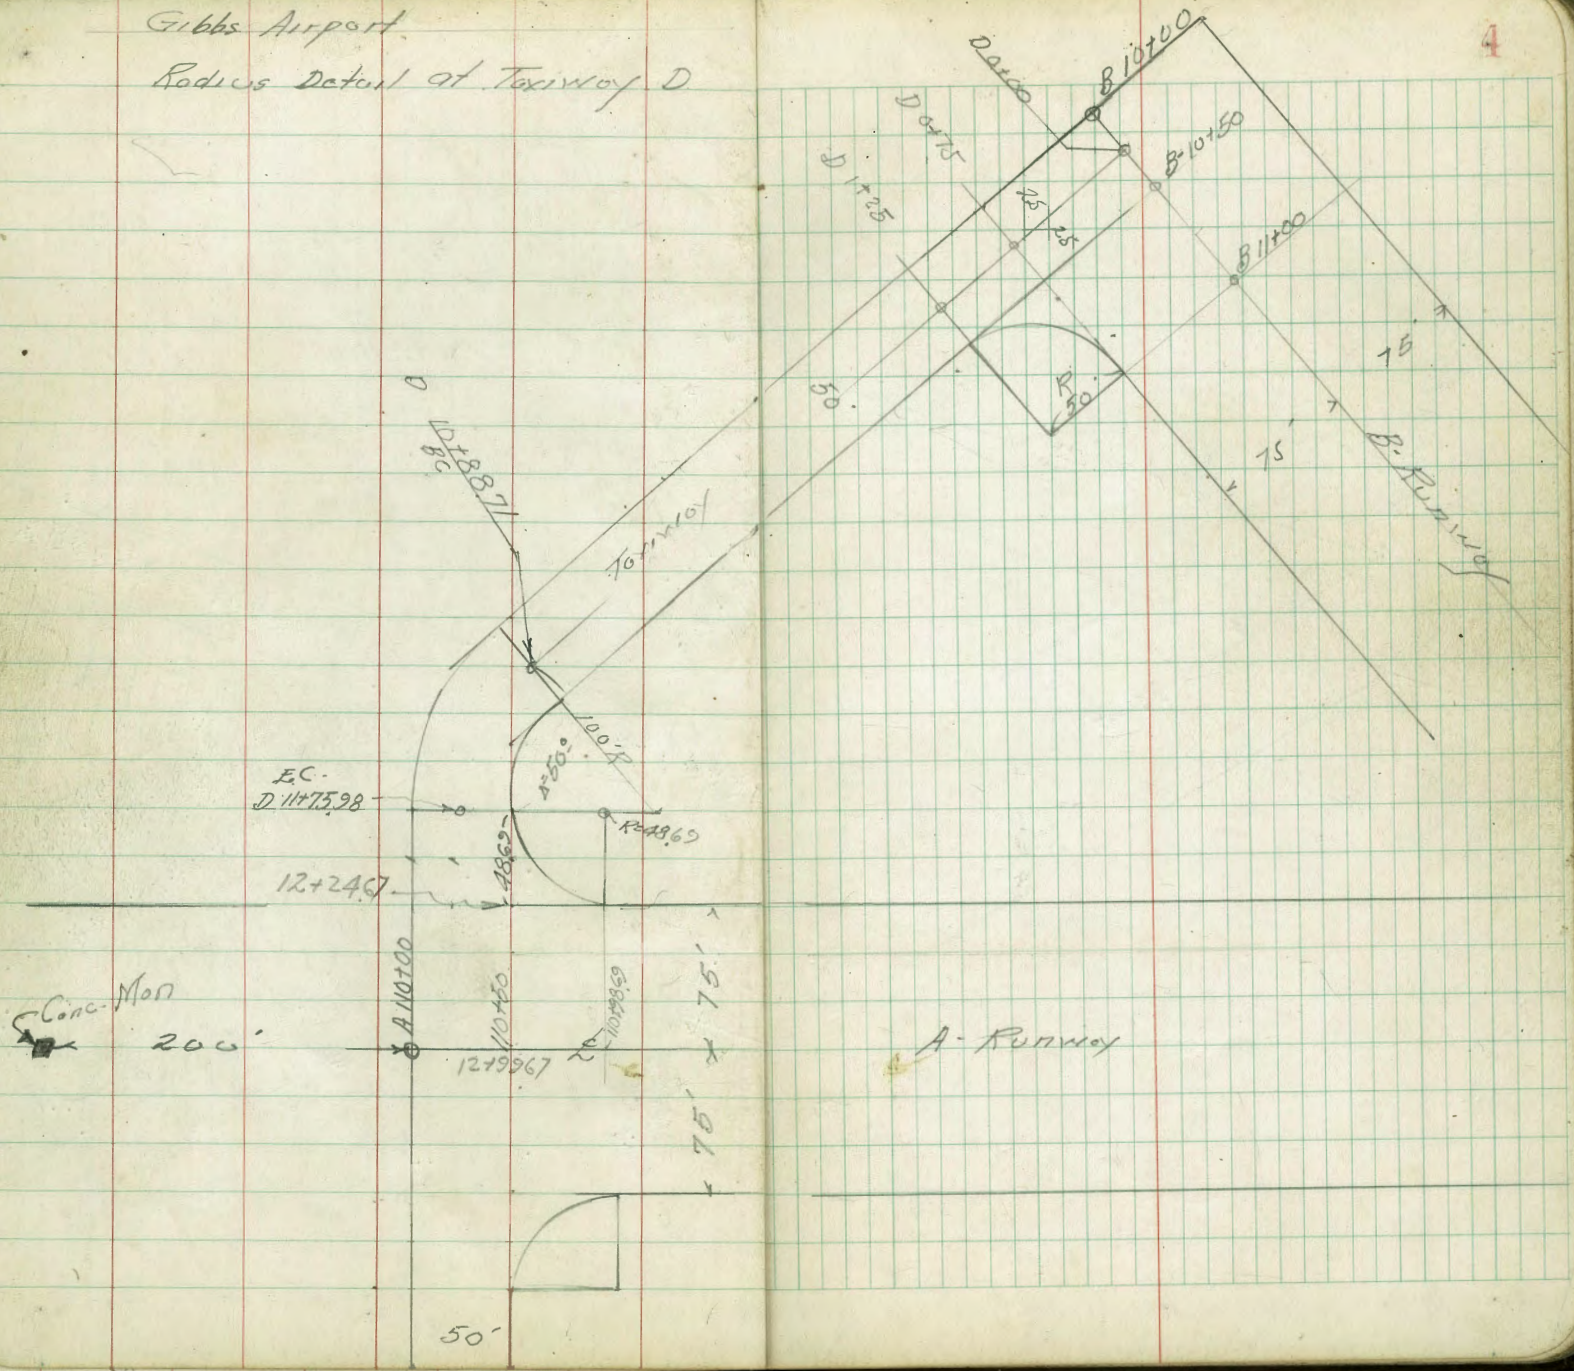 Gibbs Airport.
Radius Detail at Taxiway D
4
D 0+00
B 10+00
D 0+75
B-10+50
D 1+25
25
25
B 11+00
50
R
50
75'
75'
B- Runway
D
10+88.71
BC
Taxiway
100'R
Δ=50°
E.C.
D 11+75.98
R=48.69
48.69
12+24.67
A 110+00
110+50
110+98.69
75'
Conc. Mon
200'
12+99.67
A- Runway
75'
50'